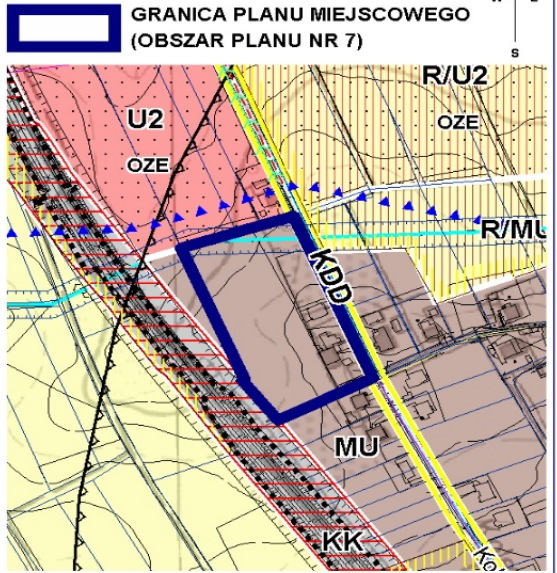 GRANICA PLANU MIEJSCOWEGO
(OBSZAR PLANU NR 7)
S
R/U2
U2
OZE
OZE
R/MU
KDD
MU
KK